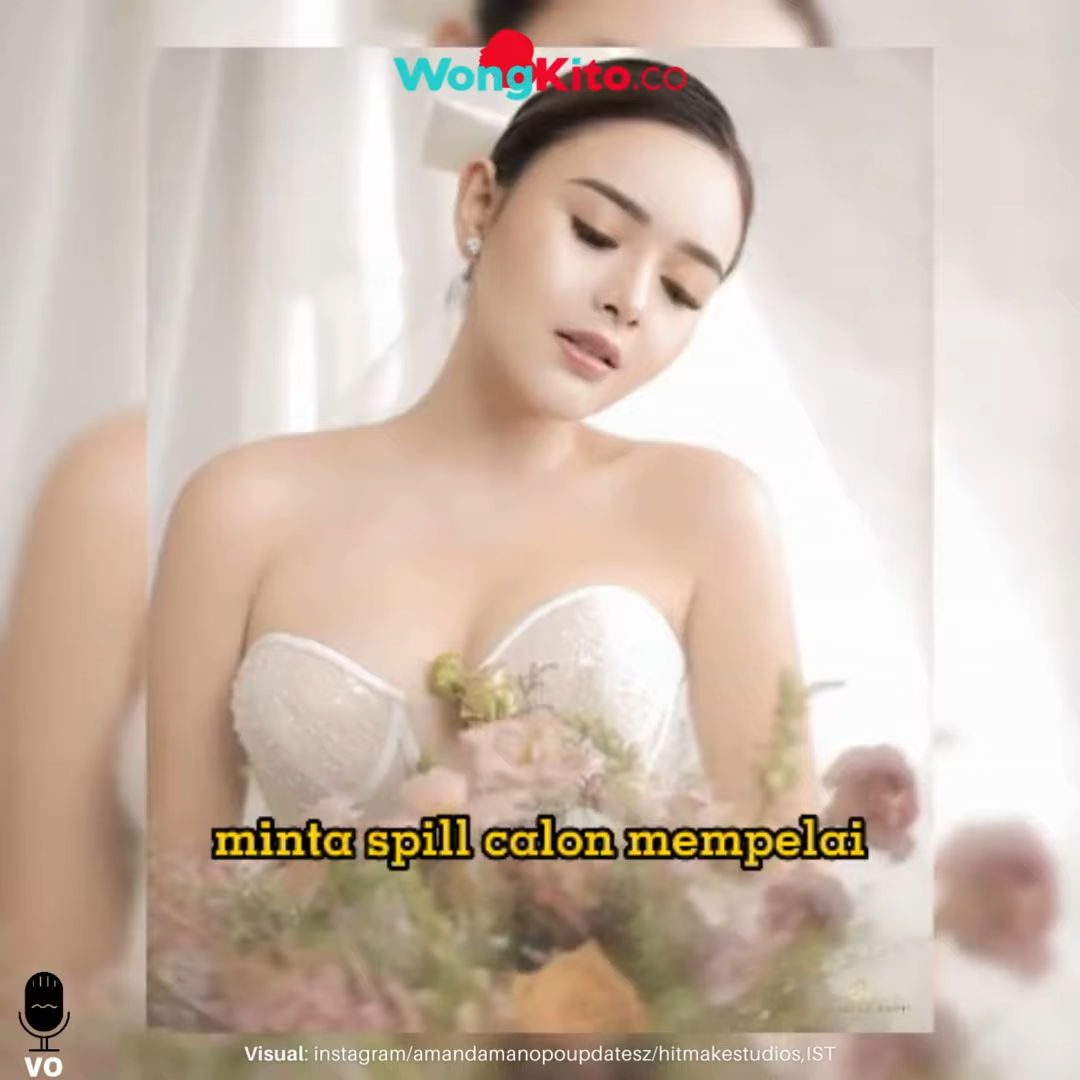 WongKito.co
minta spill calon mempelai
VO
Visual: instagram/amandamanopoupdatesz/hitmakestudios,IST